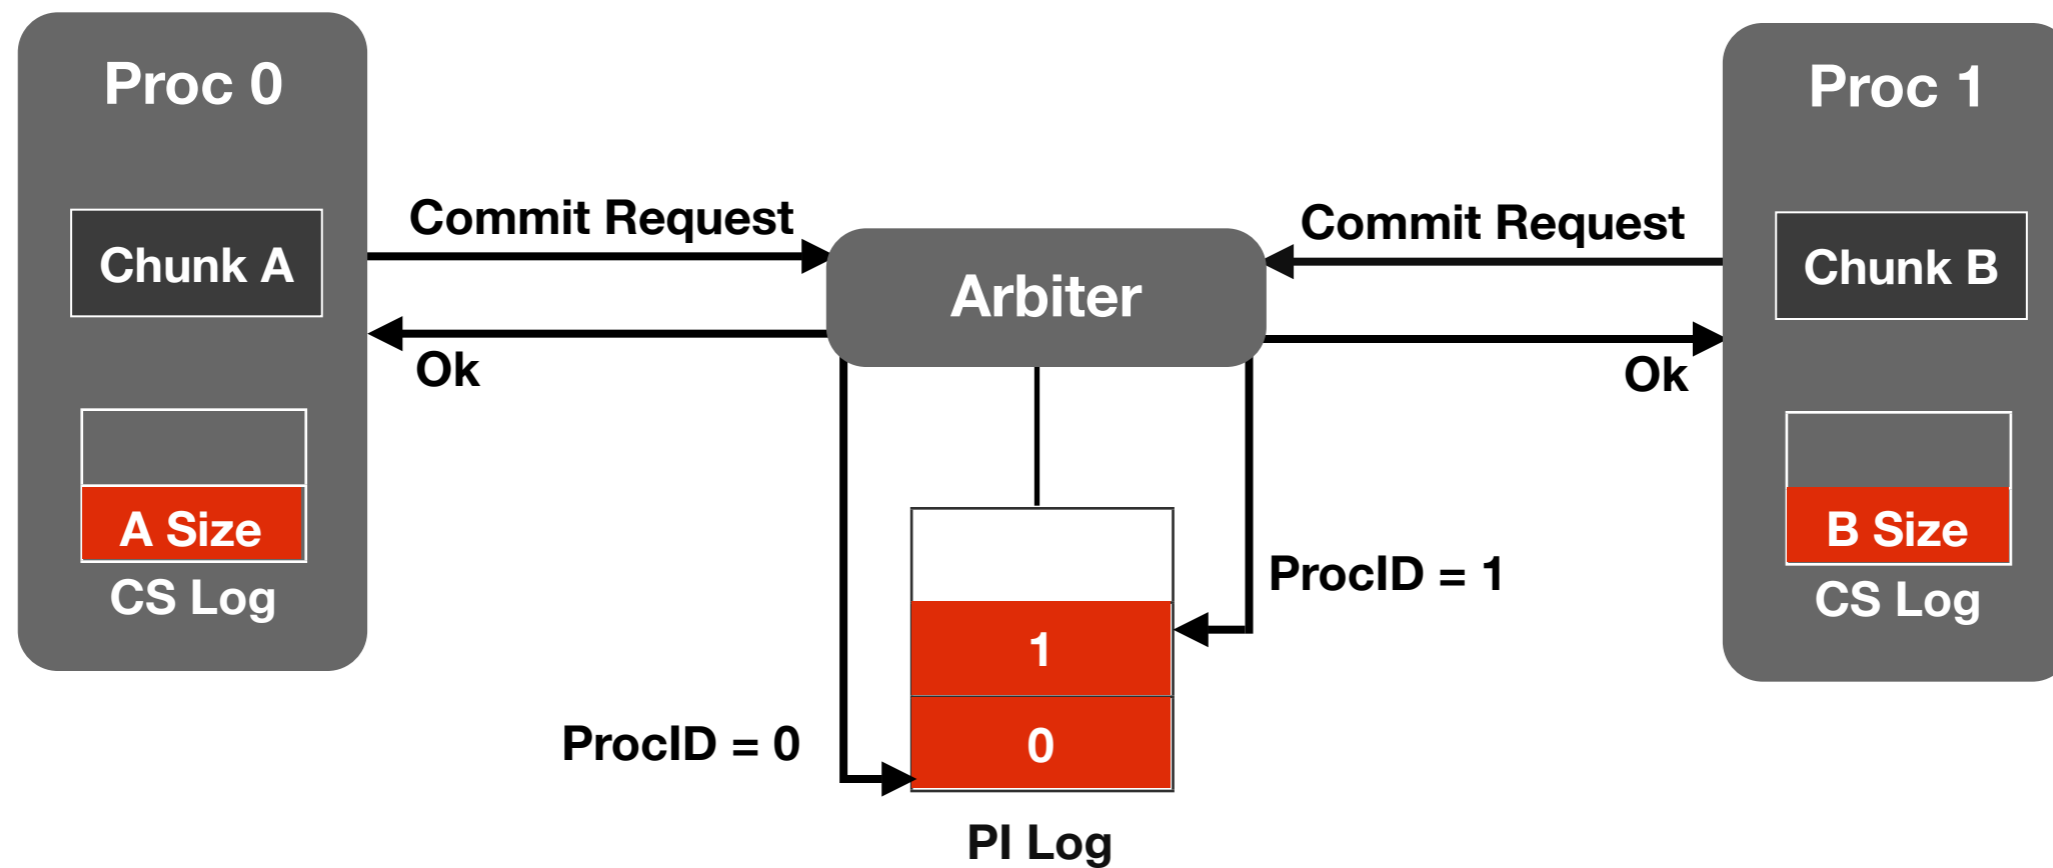 Proc 0
Chunk A
A Size
CS Log
Commit Request
Ok
Arbiter
Commit Request
Ok
ProcID = 0
ProcID = 1
1
0
PI Log
Proc 1
Chunk B
B Size
CS Log